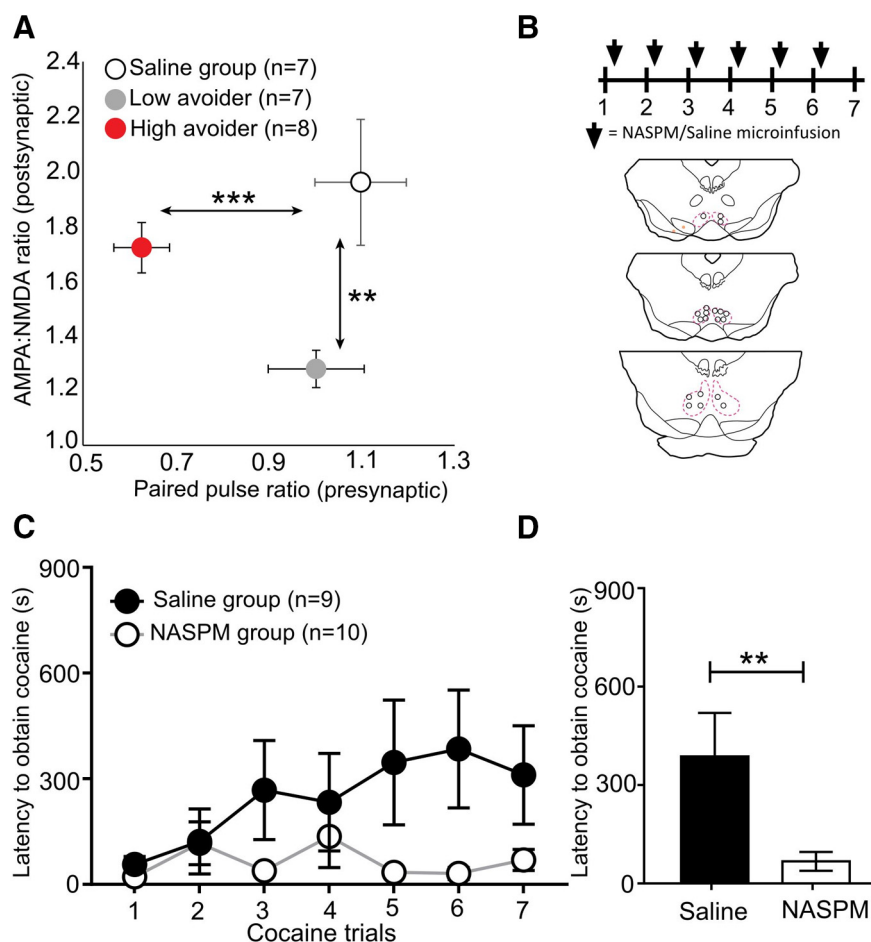 A
AMPA:NMDA ratio (postsynaptic)
2.4
2.2
2.0
1.8
1.6
1.4
1.2
1.0
Saline group (n=7)
Low avoider (n=7)
High avoider (n=8)
***
**
0.5 0.7 0.9 1.1 1.3
Paired pulse ratio (presynaptic)
B
1 2 3 4 5 6 7
= NASPM/Saline microinfusion
C
Latency to obtain cocaine (s)
900
600
300
0
Saline group (n=9)
NASPM group (n=10)
1 2 3 4 5 6 7
Cocaine trials
D
Latency to obtain cocaine (s)
900
600
300
0
**
Saline NASPM